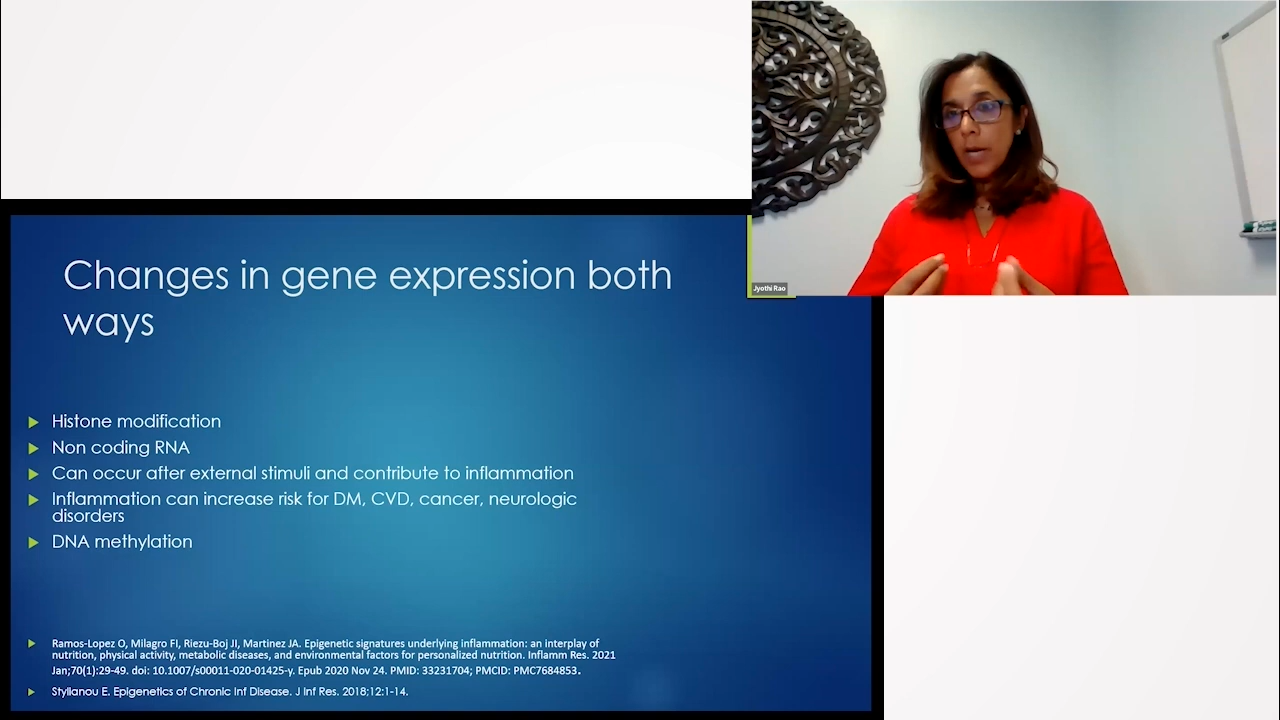 Jyothi Rao
Changes in gene expression both
ways
Histone modification
Non coding RNA
Can occur after external stimuli and contribute to inflammation
Inflammation can increase risk for DM, CVD, cancer, neurologic
disorders
DNA methylation
Ramos-Lopez O, Milagro FI, Riezu-Boj JI, Martinez JA. Epigenetic signatures underlying inflammation: an interplay of
nutrition, physical activity, metabolic diseases, and environmental factors for personalized nutrition. Inflamm Res. 2021
Jan;70(1):29-49. doi: 10.1007/s00011-020-01425-y. Epub 2020 Nov 24. PMID: 33231704; PMCID: PMC7684853.
Stylianou E. Epigenetics of Chronic Inf Disease. J Inf Res. 2018;12:1-14.